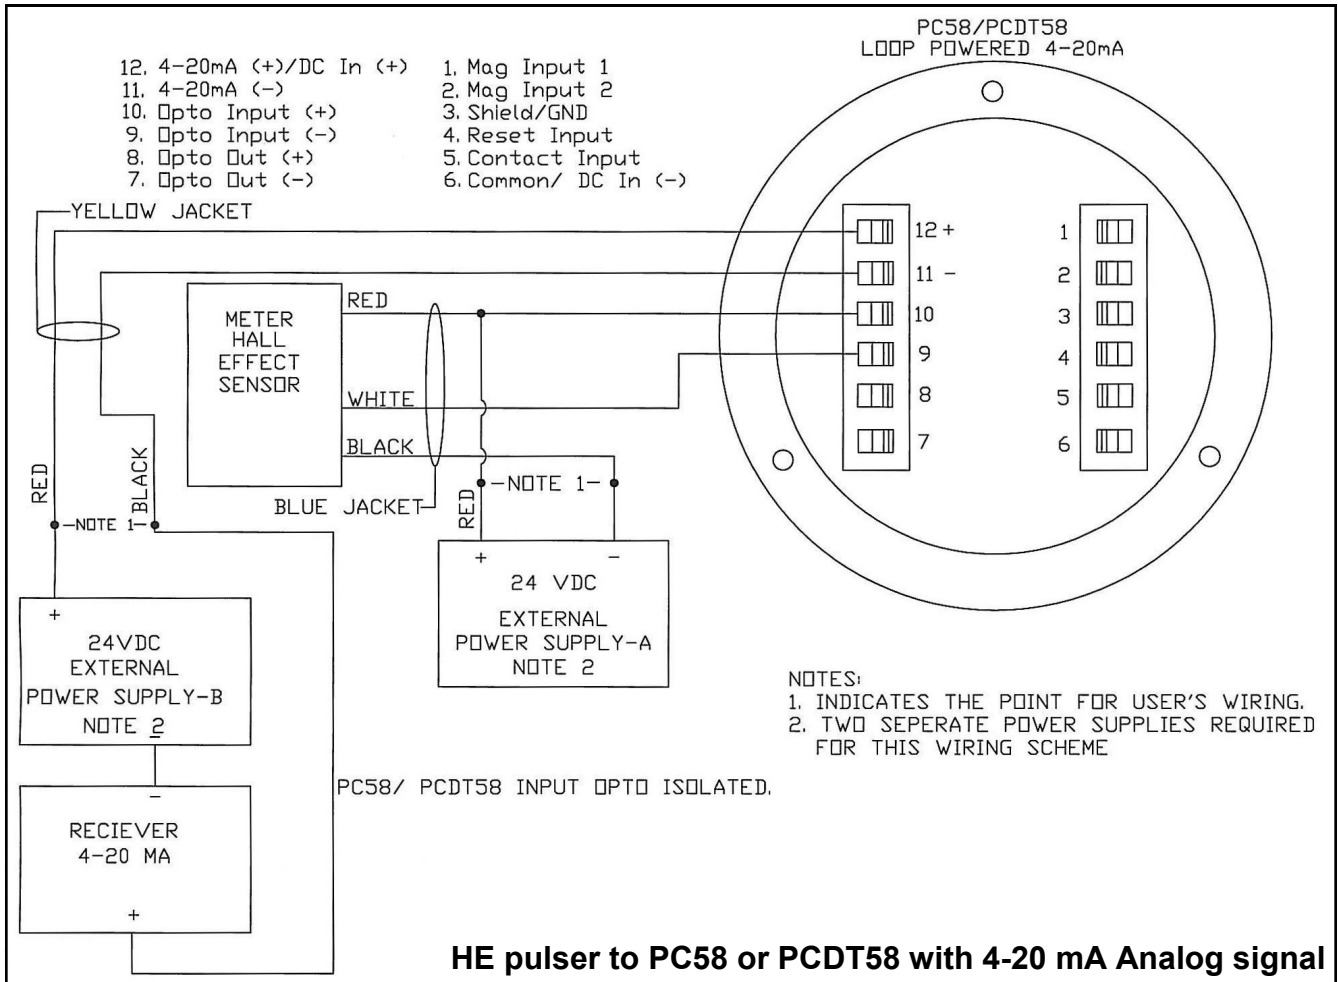 PC58/PCDT58
LOOP POWERED 4-20mA
12. 4-20mA (+)/DC In (+)
11. 4-20mA (-)
10. Opto Input (+)
9. Opto Input (-)
8. Opto Out (+)
7. Opto Out (-)
1. Mag Input 1
2. Mag Input 2
3. Shield/GND
4. Reset Input
5. Contact Input
6. Common/ DC In (-)
YELLOW JACKET
12 +
11 -
10
9
8
7
1
2
3
4
5
6
METER
HALL
EFFECT
SENSOR
RED
WHITE
BLACK
BLUE JACKET
RED
BLACK
-NOTE 1-
RED
-NOTE 1-
+ -
24 VDC
EXTERNAL
POWER SUPPLY-A
NOTE 2
+
24VDC
EXTERNAL
POWER SUPPLY-B
NOTE 2
-
RECIEVER
4-20 MA
+
PC58/ PCDT58 INPUT OPTO ISOLATED.
NOTES:
1. INDICATES THE POINT FOR USER'S WIRING.
2. TWO SEPERATE POWER SUPPLIES REQUIRED
FOR THIS WIRING SCHEME
HE pulser to PC58 or PCDT58 with 4-20 mA Analog signal